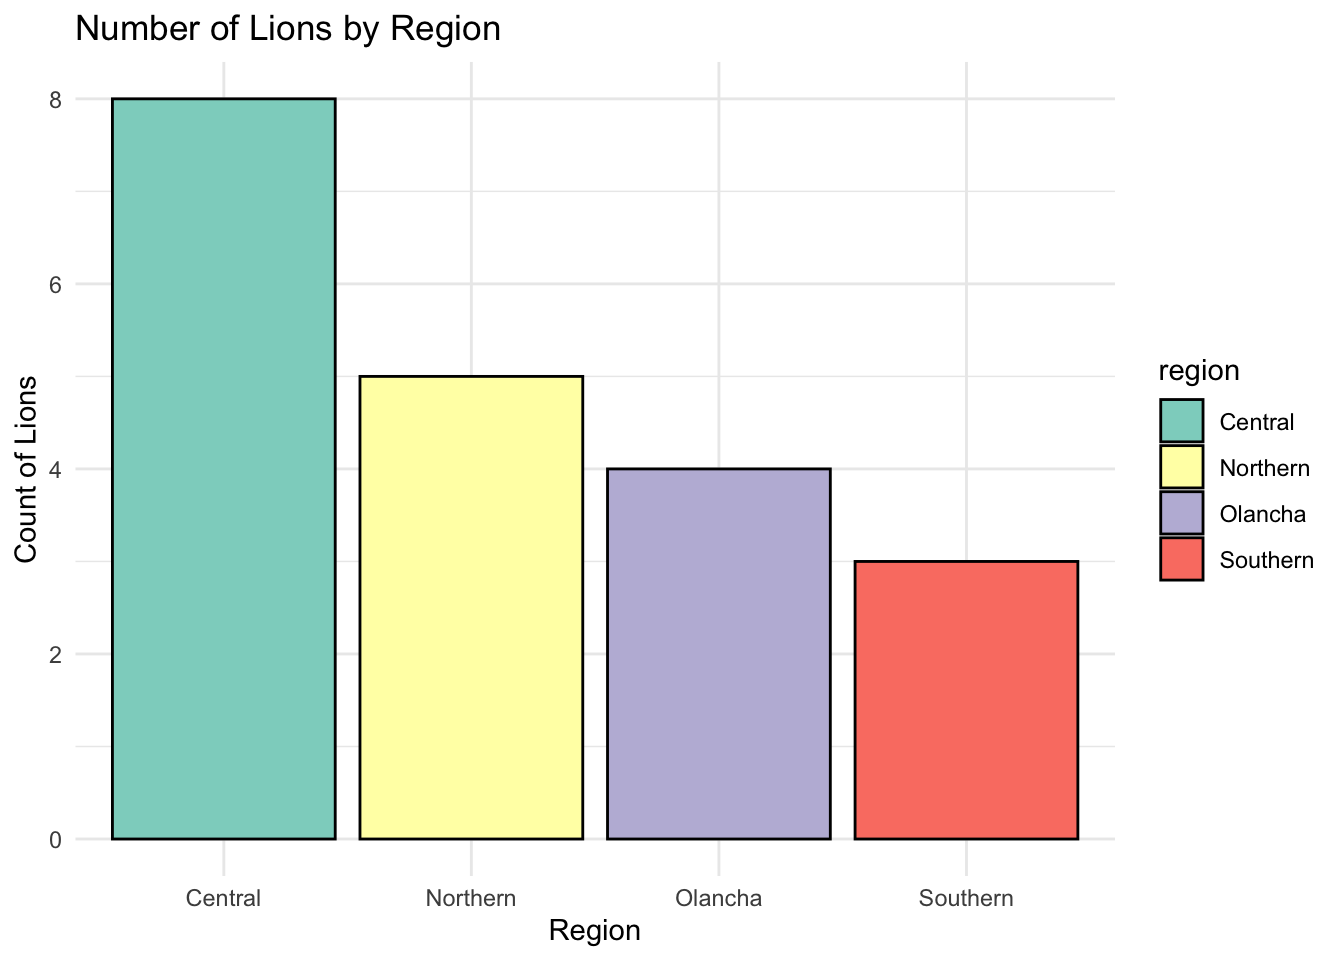 Number of Lions by Region
Count of Lions
8
6
4
2
0
Central
Northern
Olancha
Southern
Region
region
Central
Northern
Olancha
Southern